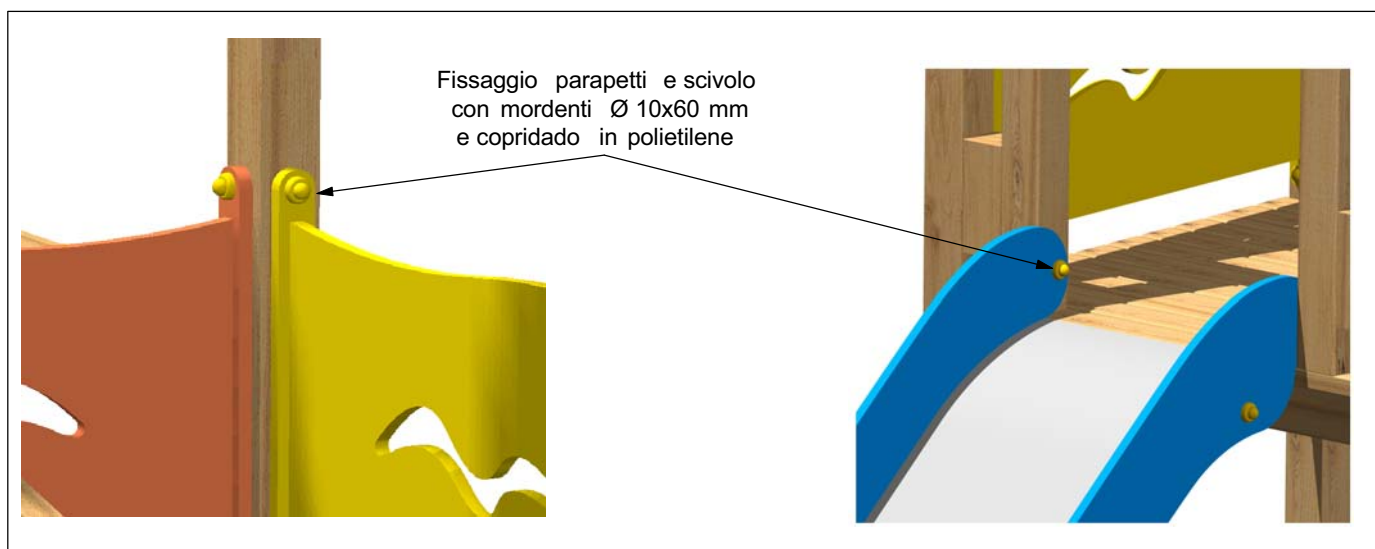 Fissaggio parapetti e scivolo
con mordenti Ø 10x60 mm
e copridado in polietilene